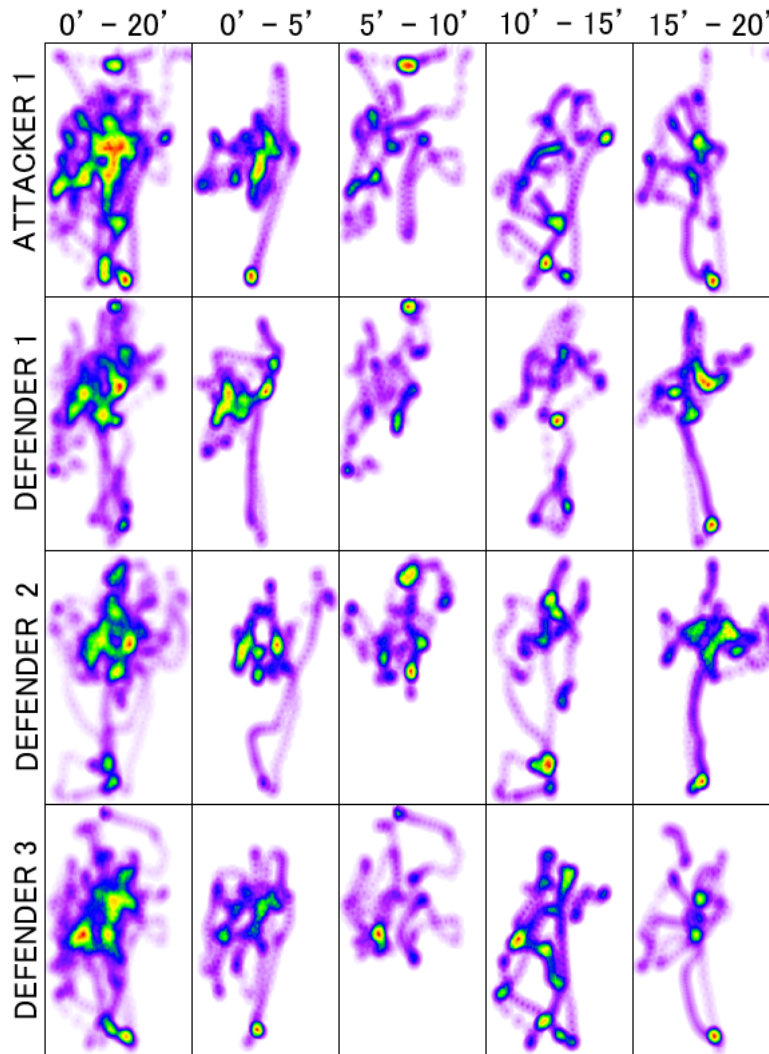 0’ – 20’ 0’ – 5’ 5’ – 10’ 10’ – 15’ 15’ – 20’
ATTACKER 1
DEFENDER 1
DEFENDER 2
DEFENDER 3